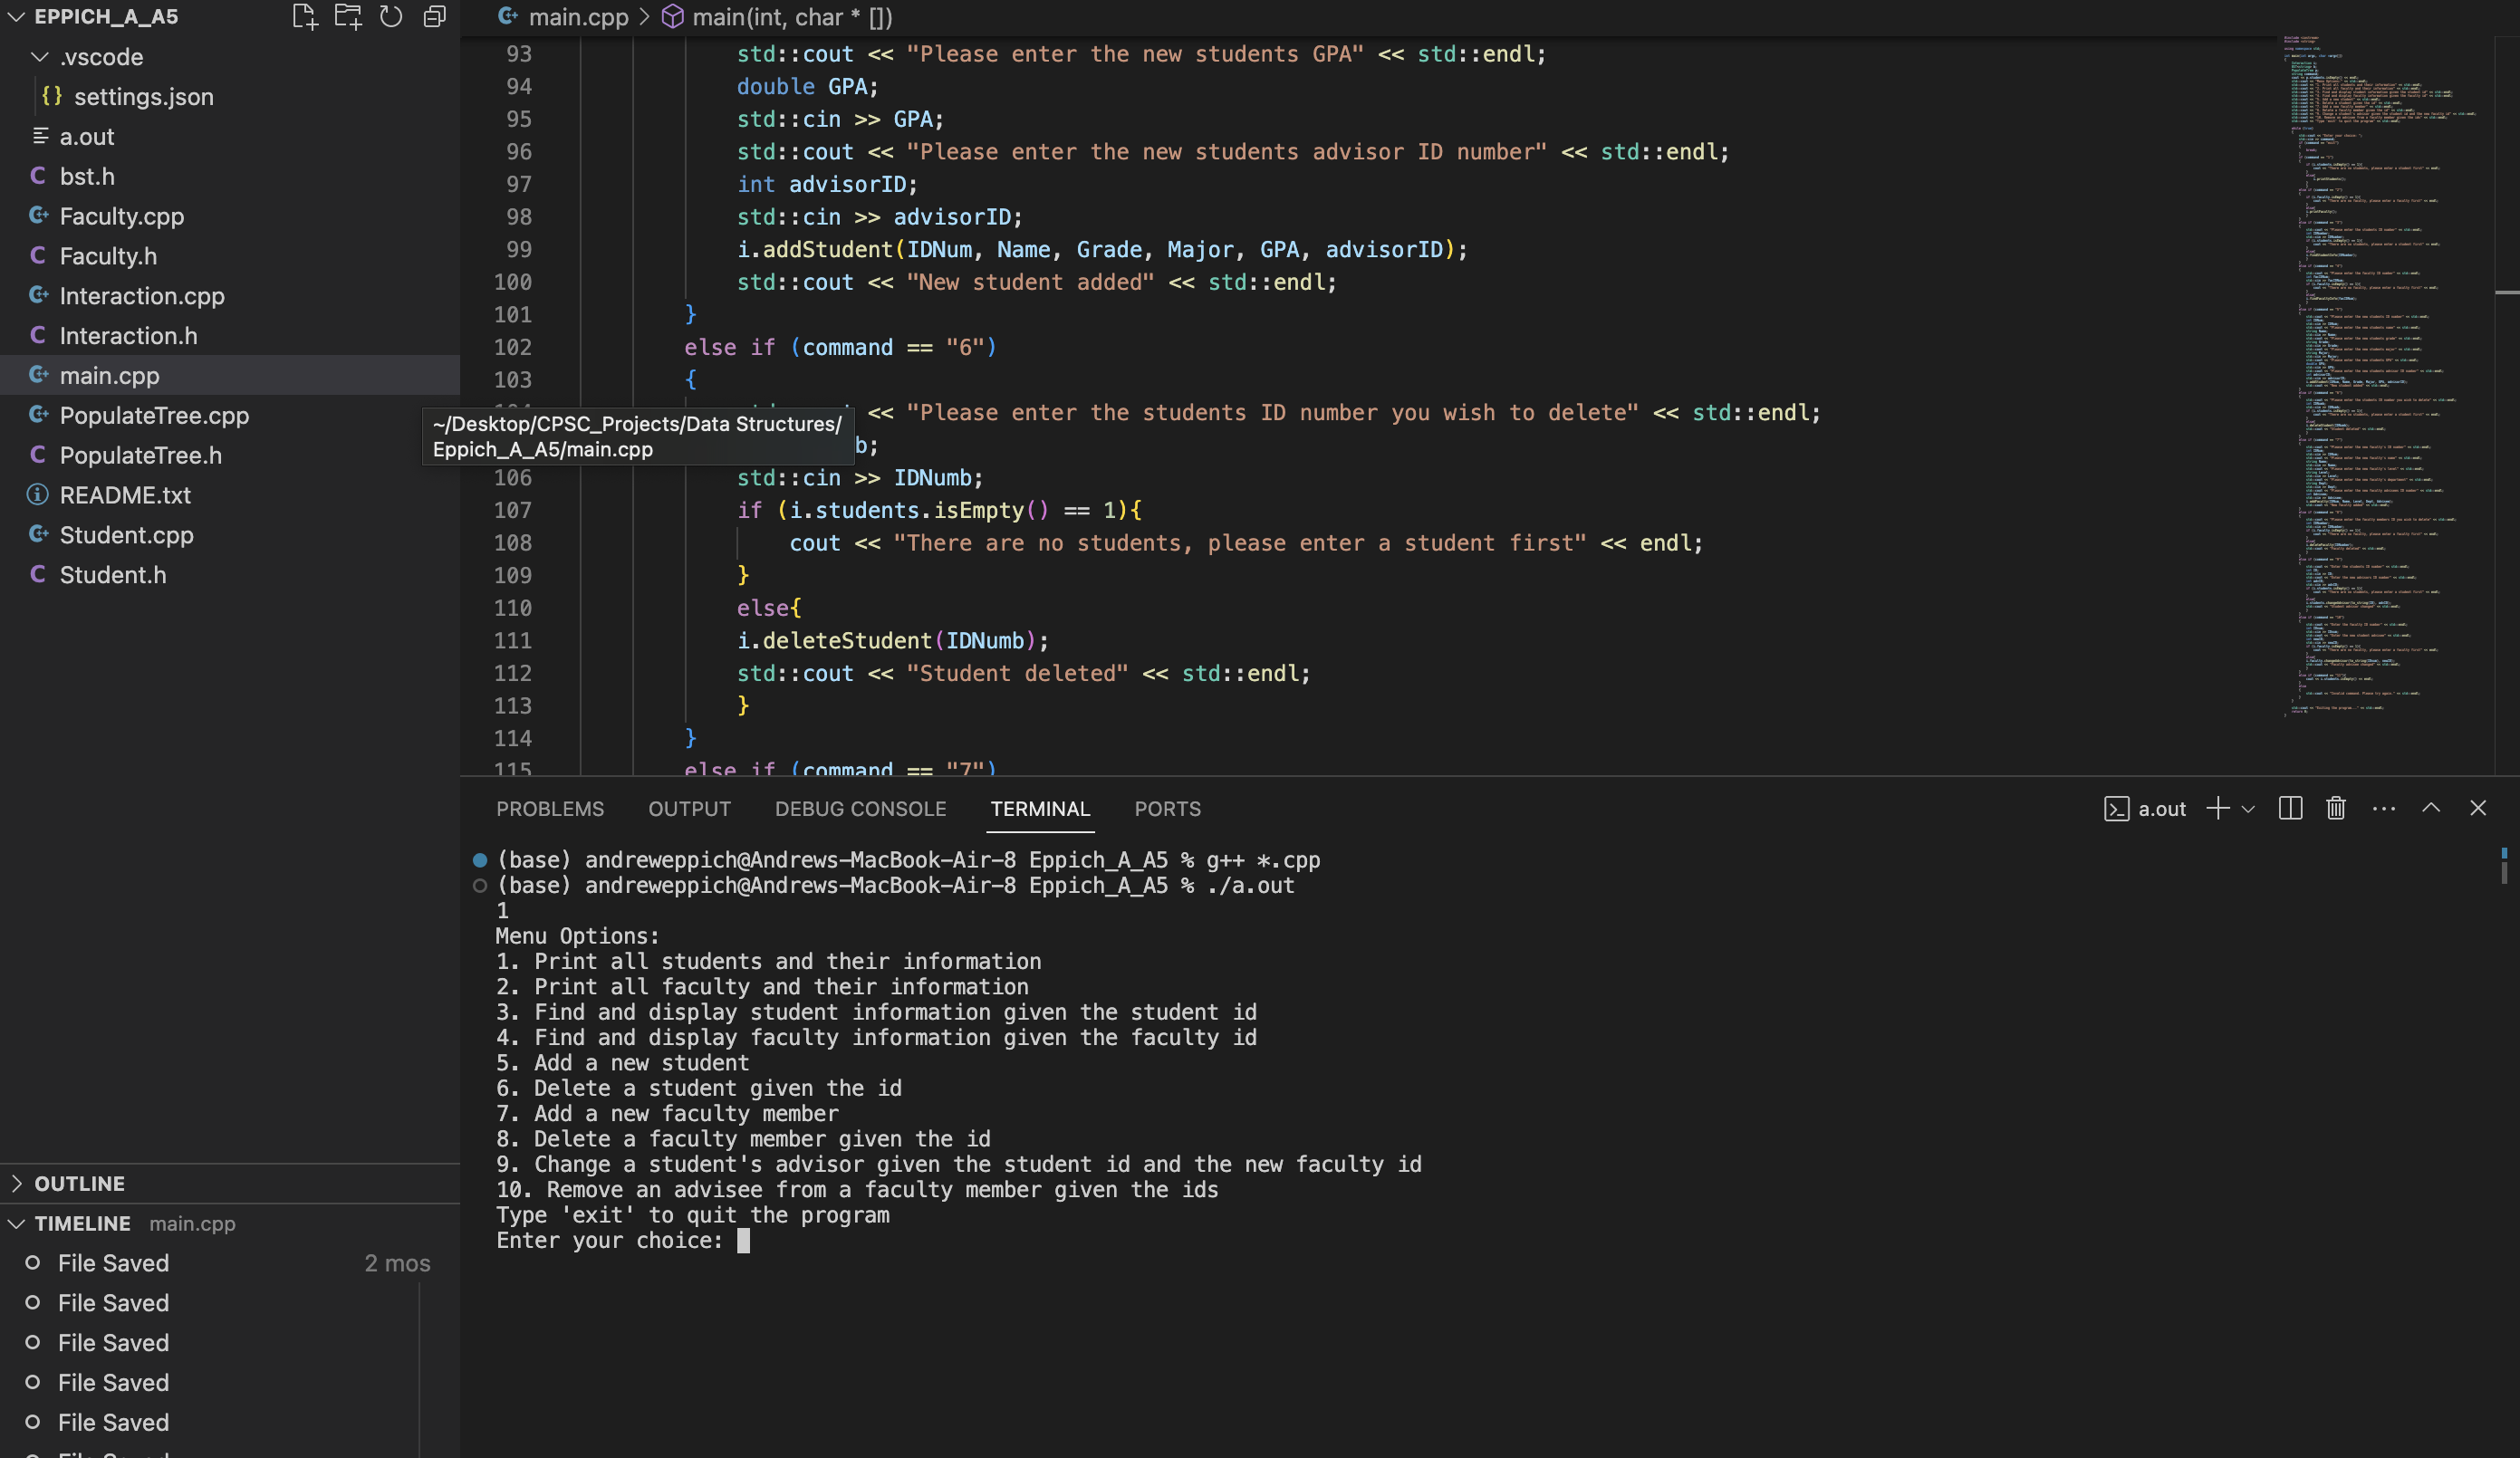 EPPICH_A_A5
.vscode
{} settings.json
a.out
C bst.h
Faculty.cpp
C Faculty.h
Interaction.cpp
C Interaction.h
main.cpp
PopulateTree.cpp
C PopulateTree.h
README.txt
Student.cpp
C Student.h
OUTLINE
TIMELINE main.cpp
File Saved 2 mos
File Saved
File Saved
File Saved
File Saved
main.cpp > main(int, char * [])
93 std::cout << "Please enter the new students GPA" << std::endl;
94 double GPA;
95 std::cin >> GPA;
96 std::cout << "Please enter the new students advisor ID number" << std::endl;
97 int advisorID;
98 std::cin >> advisorID;
99 i.addStudent(IDNum, Name, Grade, Major, GPA, advisorID);
100 std::cout << "New student added" << std::endl;
101 }
102 else if (command == "6")
103 {
<< "Please enter the students ID number you wish to delete" << std::endl;
~/Desktop/CPSC_Projects/Data Structures/
Eppich_A_A5/main.cpp
b;
106 std::cin >> IDNumb;
107 if (i.students.isEmpty() == 1){
108 cout << "There are no students, please enter a student first" << endl;
109 }
110 else{
111 i.deleteStudent(IDNumb);
112 std::cout << "Student deleted" << std::endl;
113 }
114 }
115 else if (command == "7")
PROBLEMS OUTPUT DEBUG CONSOLE TERMINAL PORTS a.out
(base) andreweppich@Andrews-MacBook-Air-8 Eppich_A_A5 % g++ *.cpp
(base) andreweppich@Andrews-MacBook-Air-8 Eppich_A_A5 % ./a.out
1
Menu Options:
1. Print all students and their information
2. Print all faculty and their information
3. Find and display student information given the student id
4. Find and display faculty information given the faculty id
5. Add a new student
6. Delete a student given the id
7. Add a new faculty member
8. Delete a faculty member given the id
9. Change a student's advisor given the student id and the new faculty id
10. Remove an advisee from a faculty member given the ids
Type 'exit' to quit the program
Enter your choice: